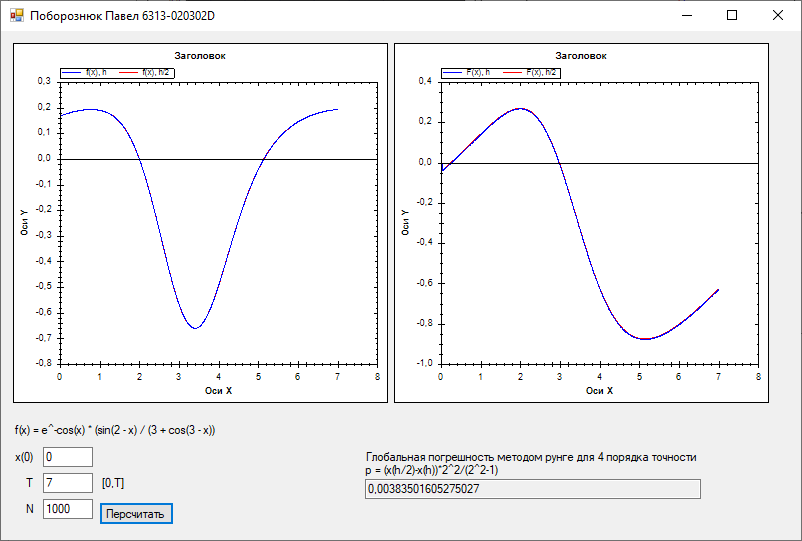 Поборознюк Павел 6313-020302D
Заголовок
f(x), h f(x), h/2
0,3
0,2
0,1
0,0
-0,1
-0,2
-0,3
-0,4
-0,5
-0,6
-0,7
-0,8
Оси Y
0 1 2 3 4 5 6 7 8
Оси X
Заголовок
F(x), h F(x), h/2
0,4
0,2
0,0
-0,2
-0,4
-0,6
-0,8
-1,0
Оси Y
0 1 2 3 4 5 6 7 8
Оси X
f(x) = e^-cos(x) * (sin(2 - x) / (3 + cos(3 - x))
x(0) 0
T 7 [0,T]
N 1000 Персчитать
Глобальная погрешность методом рунге для 4 порядка точности
p = (x(h/2)-x(h))*2^2/(2^2-1)
0,00383501605275027